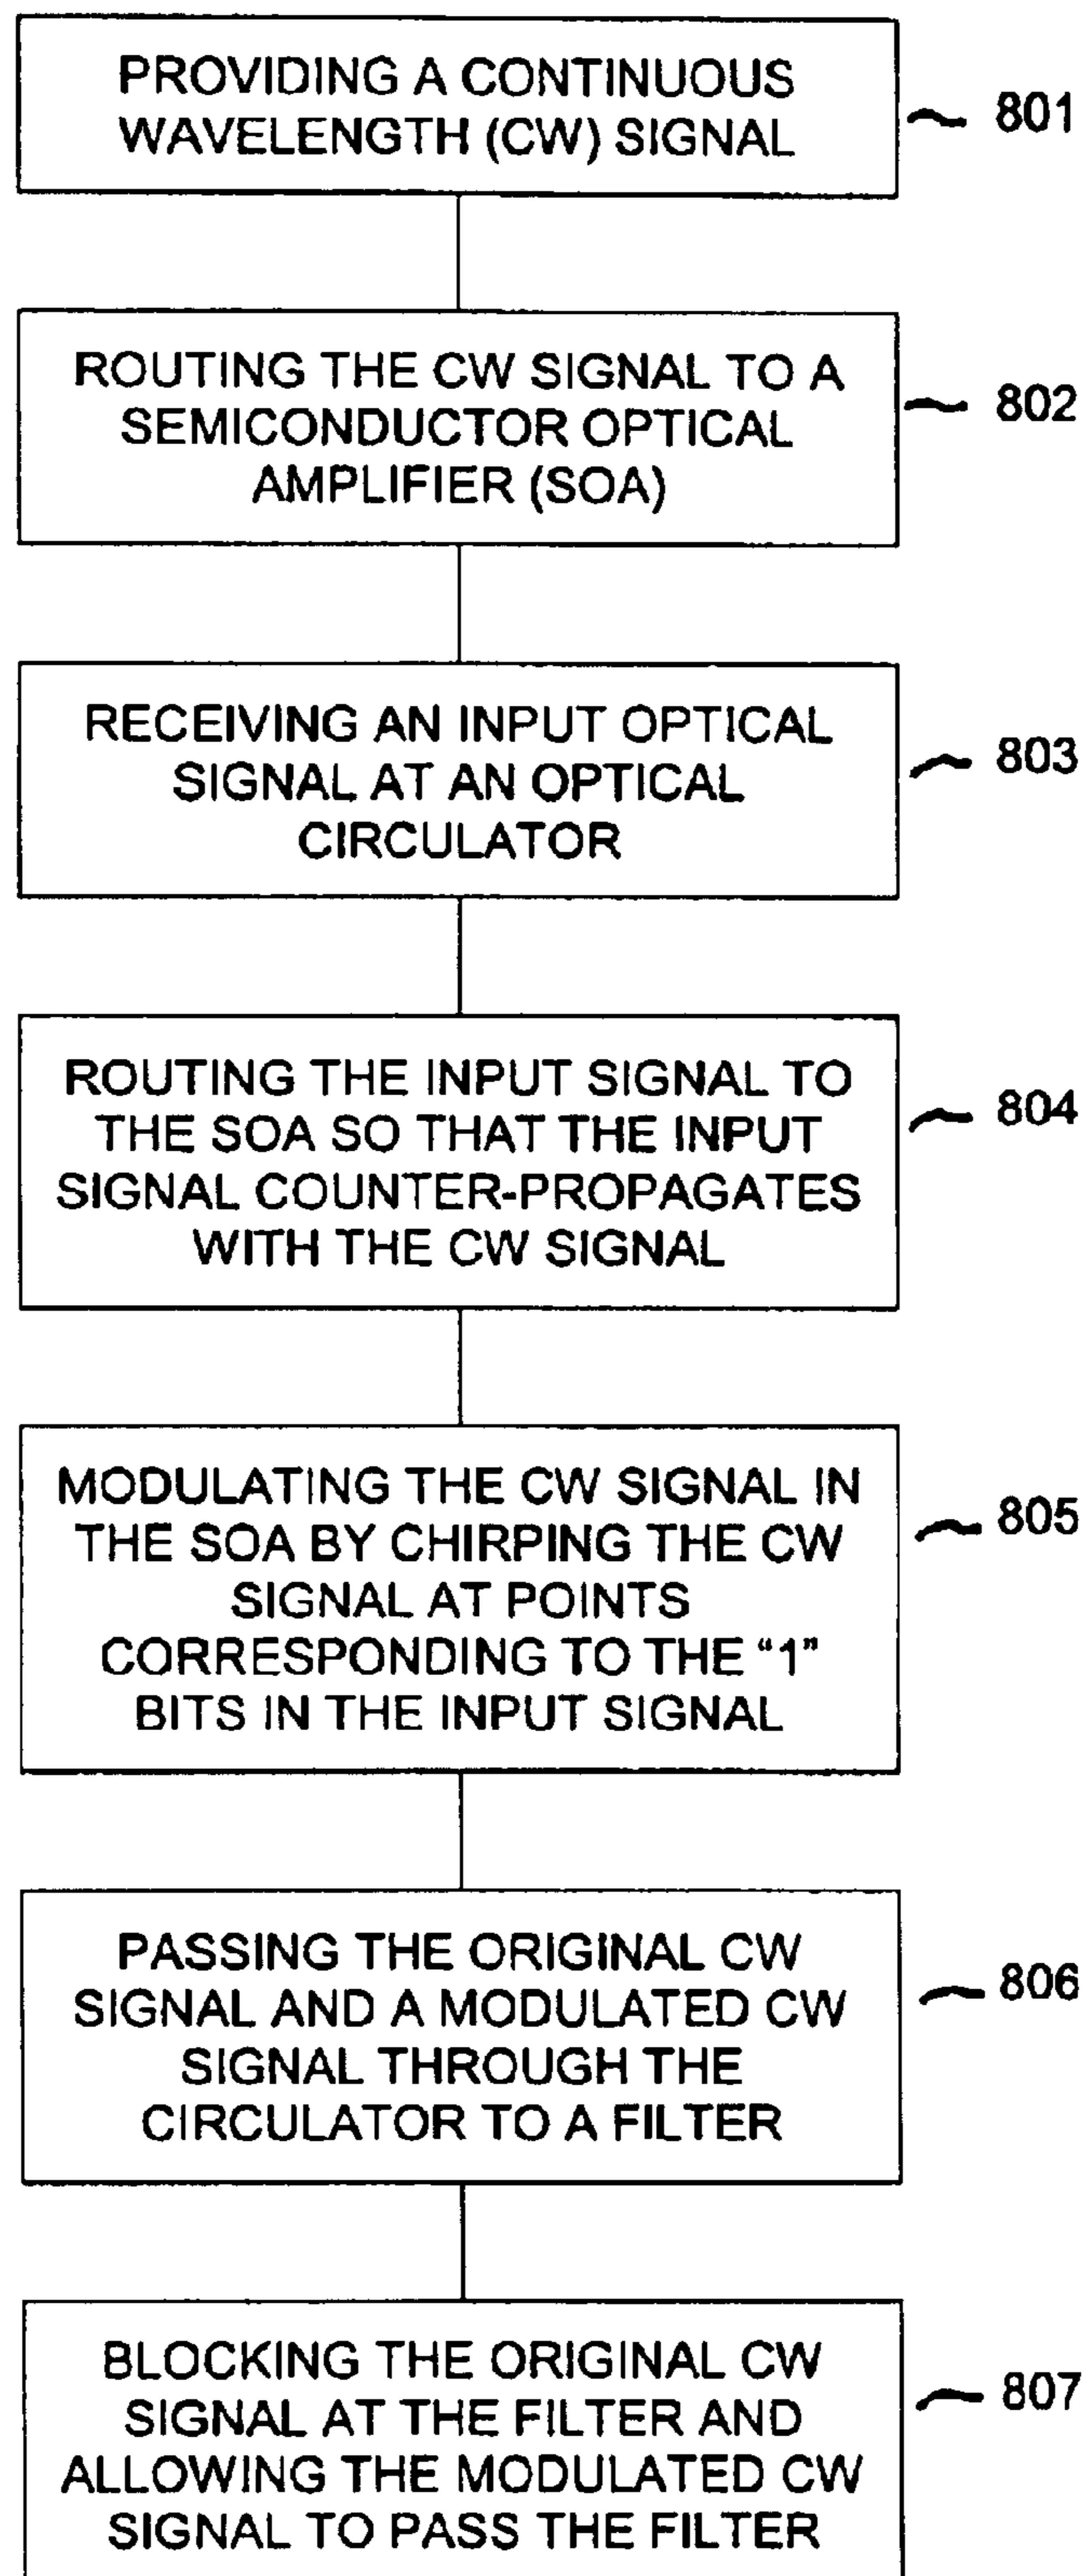 PROVIDING A CONTINUOUS
WAVELENGTH (CW) SIGNAL
801
ROUTING THE CW SIGNAL TO A
SEMICONDUCTOR OPTICAL
AMPLIFIER (SOA)
802
RECEIVING AN INPUT OPTICAL
SIGNAL AT AN OPTICAL
CIRCULATOR
803
ROUTING THE INPUT SIGNAL TO
THE SOA SO THAT THE INPUT
SIGNAL COUNTER-PROPAGATES
WITH THE CW SIGNAL
804
MODULATING THE CW SIGNAL IN
THE SOA BY CHIRPING THE CW
SIGNAL AT POINTS
CORRESPONDING TO THE “1”
BITS IN THE INPUT SIGNAL
805
PASSING THE ORIGINAL CW
SIGNAL AND A MODULATED CW
SIGNAL THROUGH THE
CIRCULATOR TO A FILTER
806
BLOCKING THE ORIGINAL CW
SIGNAL AT THE FILTER AND
ALLOWING THE MODULATED CW
SIGNAL TO PASS THE FILTER
807